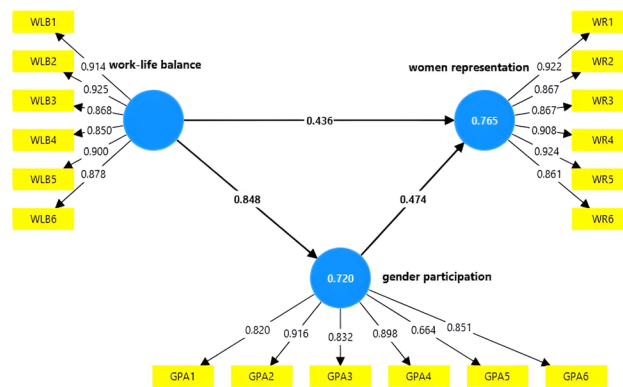 WLB1
WLB2
WLB3
WLB4
WLB5
WLB6
0.914
0.925
0.868
0.850
0.900
0.878
work-life balance
0.436
0.848
0.474
women representation
0.765
0.922
0.867
0.867
0.908
0.924
0.861
WR1
WR2
WR3
WR4
WR5
WR6
0.720
gender participation
0.820
0.916
0.832
0.898
0.664
0.851
GPA1
GPA2
GPA3
GPA4
GPA5
GPA6